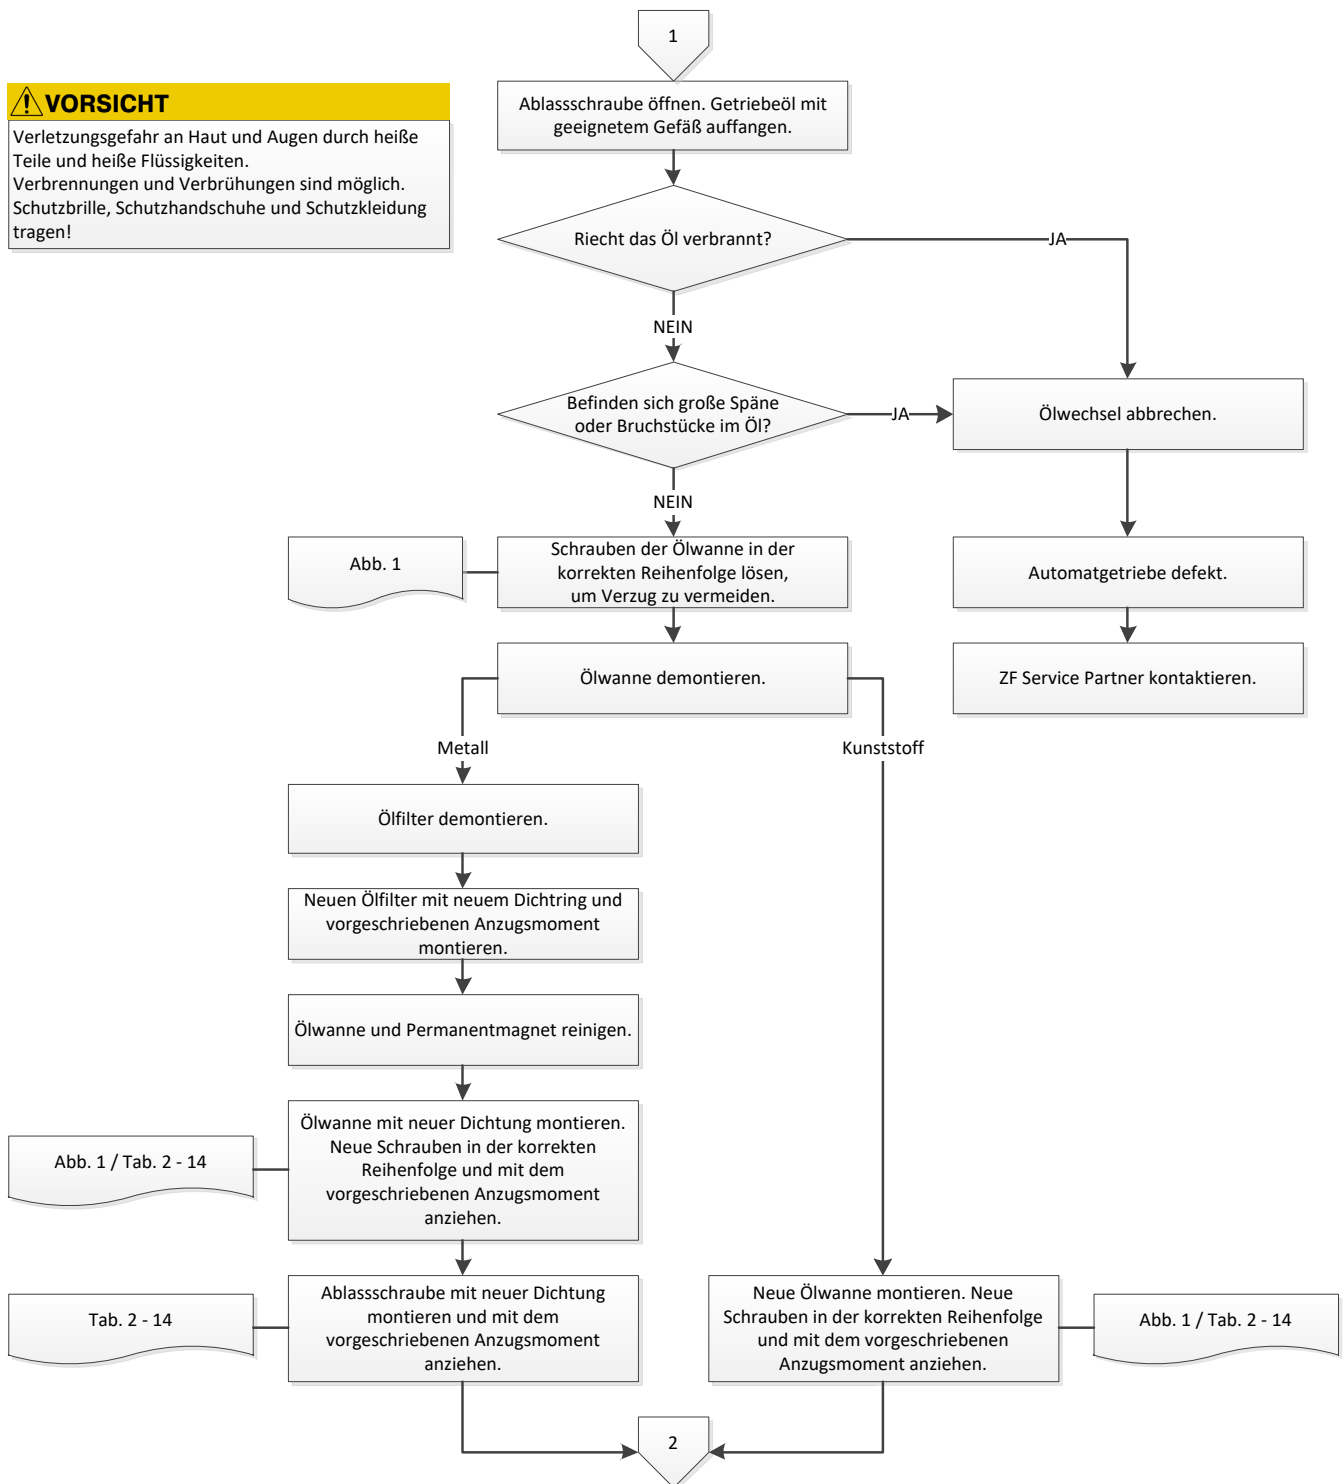 1
VORSICHT
Verletzungsgefahr an Haut und Augen durch heiße
Teile und heiße Flüssigkeiten.
Verbrennungen und Verbrühungen sind möglich.
Schutzbrille, Schutzhandschuhe und Schutzkleidung
tragen!
Ablassschraube öffnen. Getriebeöl mit
geeignetem Gefäß auffangen.
Riecht das Öl verbrannt?
JA
NEIN
Befinden sich große Späne
oder Bruchstücke im Öl?
JA
Ölwechsel abbrechen.
NEIN
Abb. 1
Schrauben der Ölwanne in der
korrekten Reihenfolge lösen,
um Verzug zu vermeiden.
Automatgetriebe defekt.
Ölwanne demontieren.
ZF Service Partner kontaktieren.
Metall
Kunststoff
Ölfilter demontieren.
Neuen Ölfilter mit neuem Dichtring und
vorgeschriebenen Anzugsmoment
montieren.
Ölwanne und Permanentmagnet reinigen.
Abb. 1 / Tab. 2 - 14
Ölwanne mit neuer Dichtung montieren.
Neue Schrauben in der korrekten
Reihenfolge und mit dem
vorgeschriebenen Anzugsmoment
anziehen.
Tab. 2 - 14
Ablassschraube mit neuer Dichtung
montieren und mit dem
vorgeschriebenen Anzugsmoment
anziehen.
Neue Ölwanne montieren. Neue
Schrauben in der korrekten Reihenfolge
und mit dem vorgeschriebenen
Anzugsmoment anziehen.
Abb. 1 / Tab. 2 - 14
2